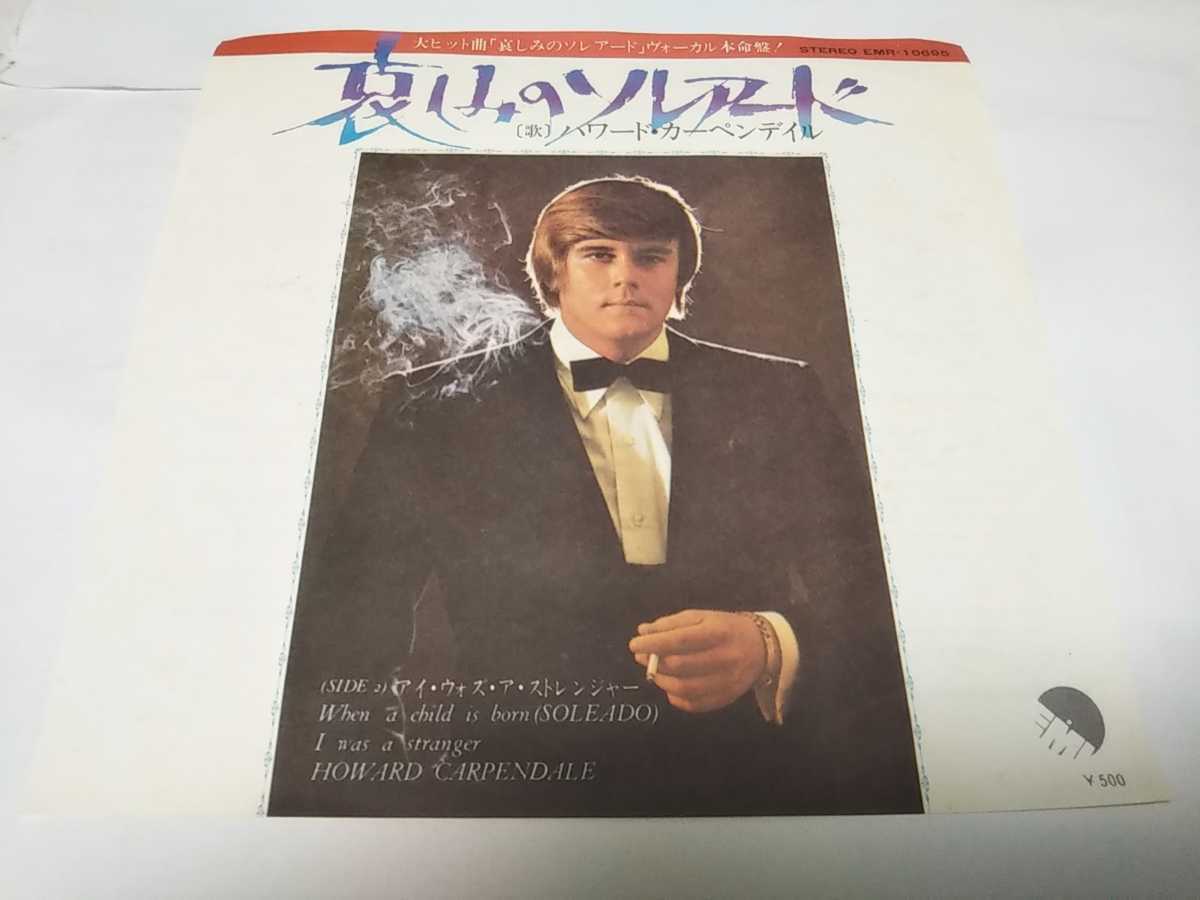 大ヒット曲「哀しみのソレアード」ヴォーカル本命盤!
STEREO EMR-10695
哀しみのソレアード
〔歌〕ハワード・カーペンデイル
(SIDE 2) アイ・ウォズ・ア・ストレンジャー
When a child is born (SOLEADO)
I was a stranger
HOWARD CARPENDALE
EMI
¥500